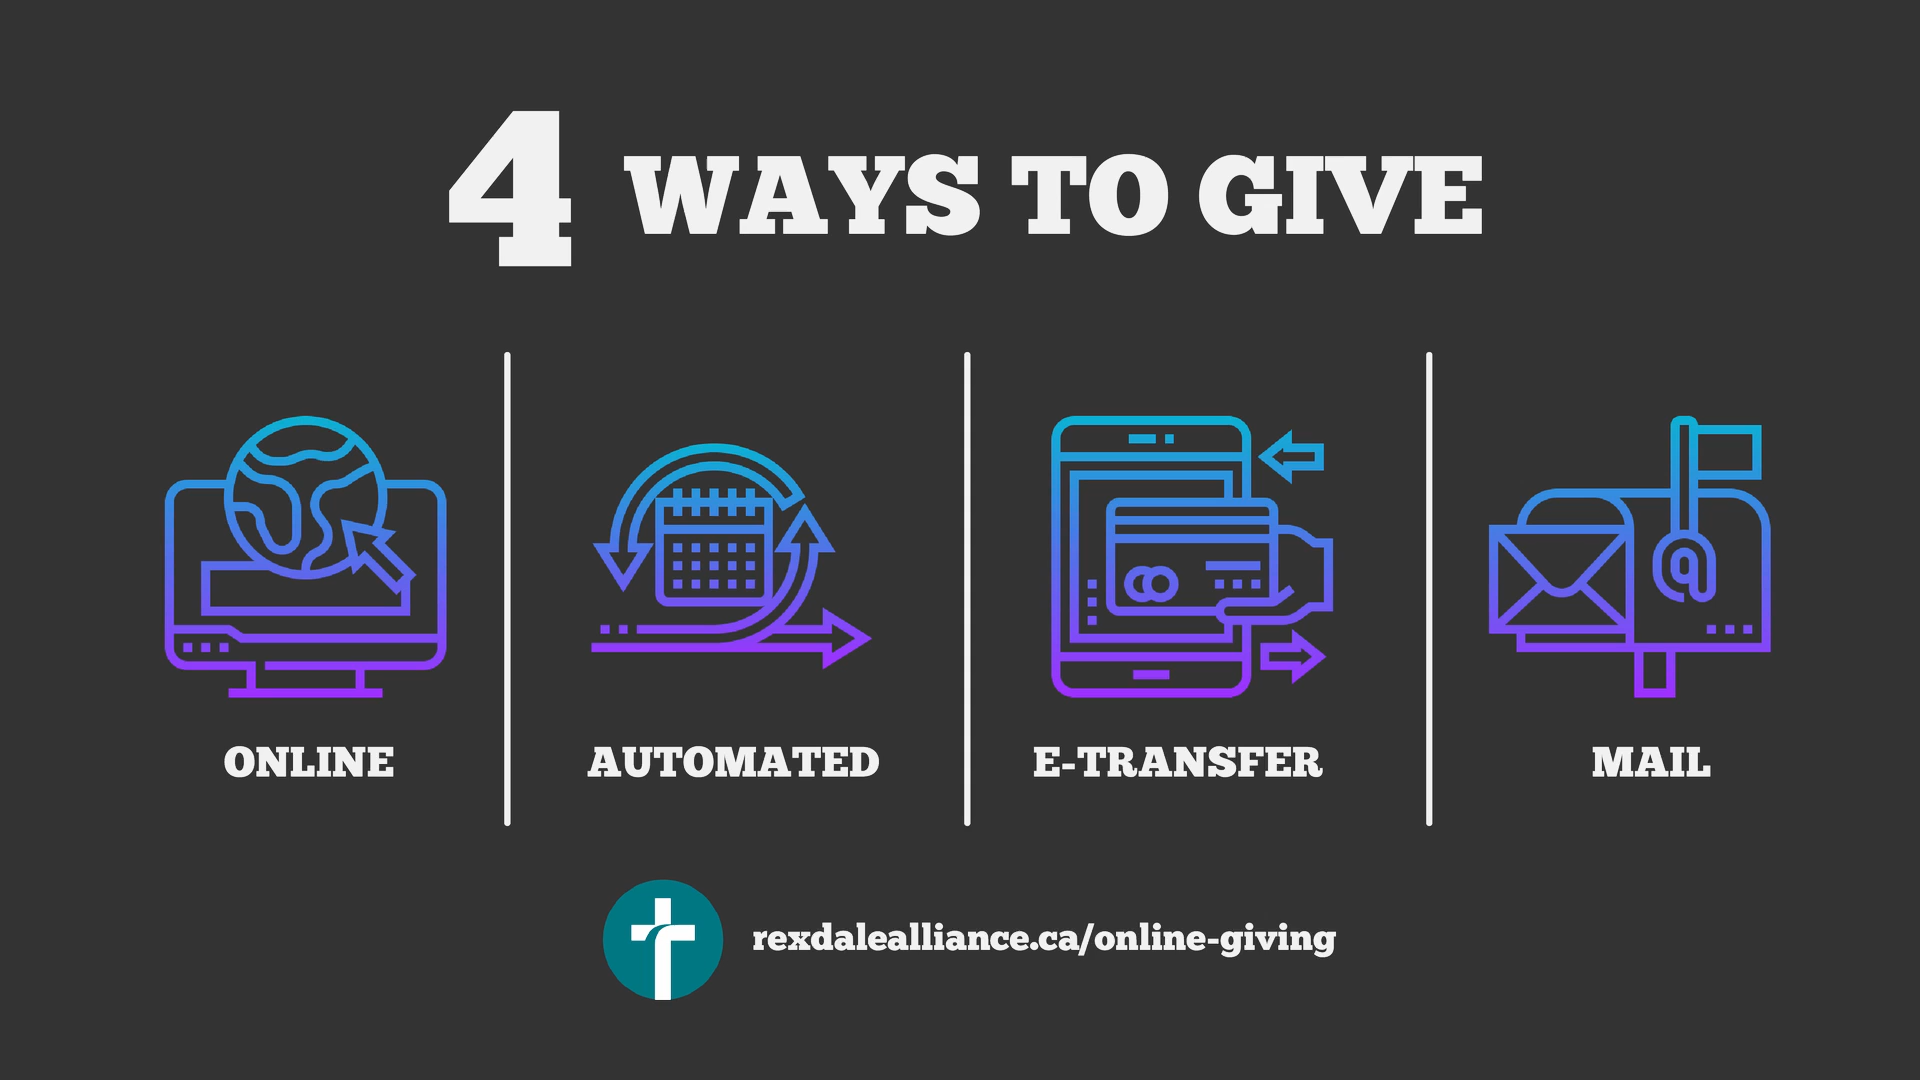 4 WAYS TO GIVE
ONLINE
AUTOMATED
E-TRANSFER
MAIL
rexdalealliance.ca/online-giving